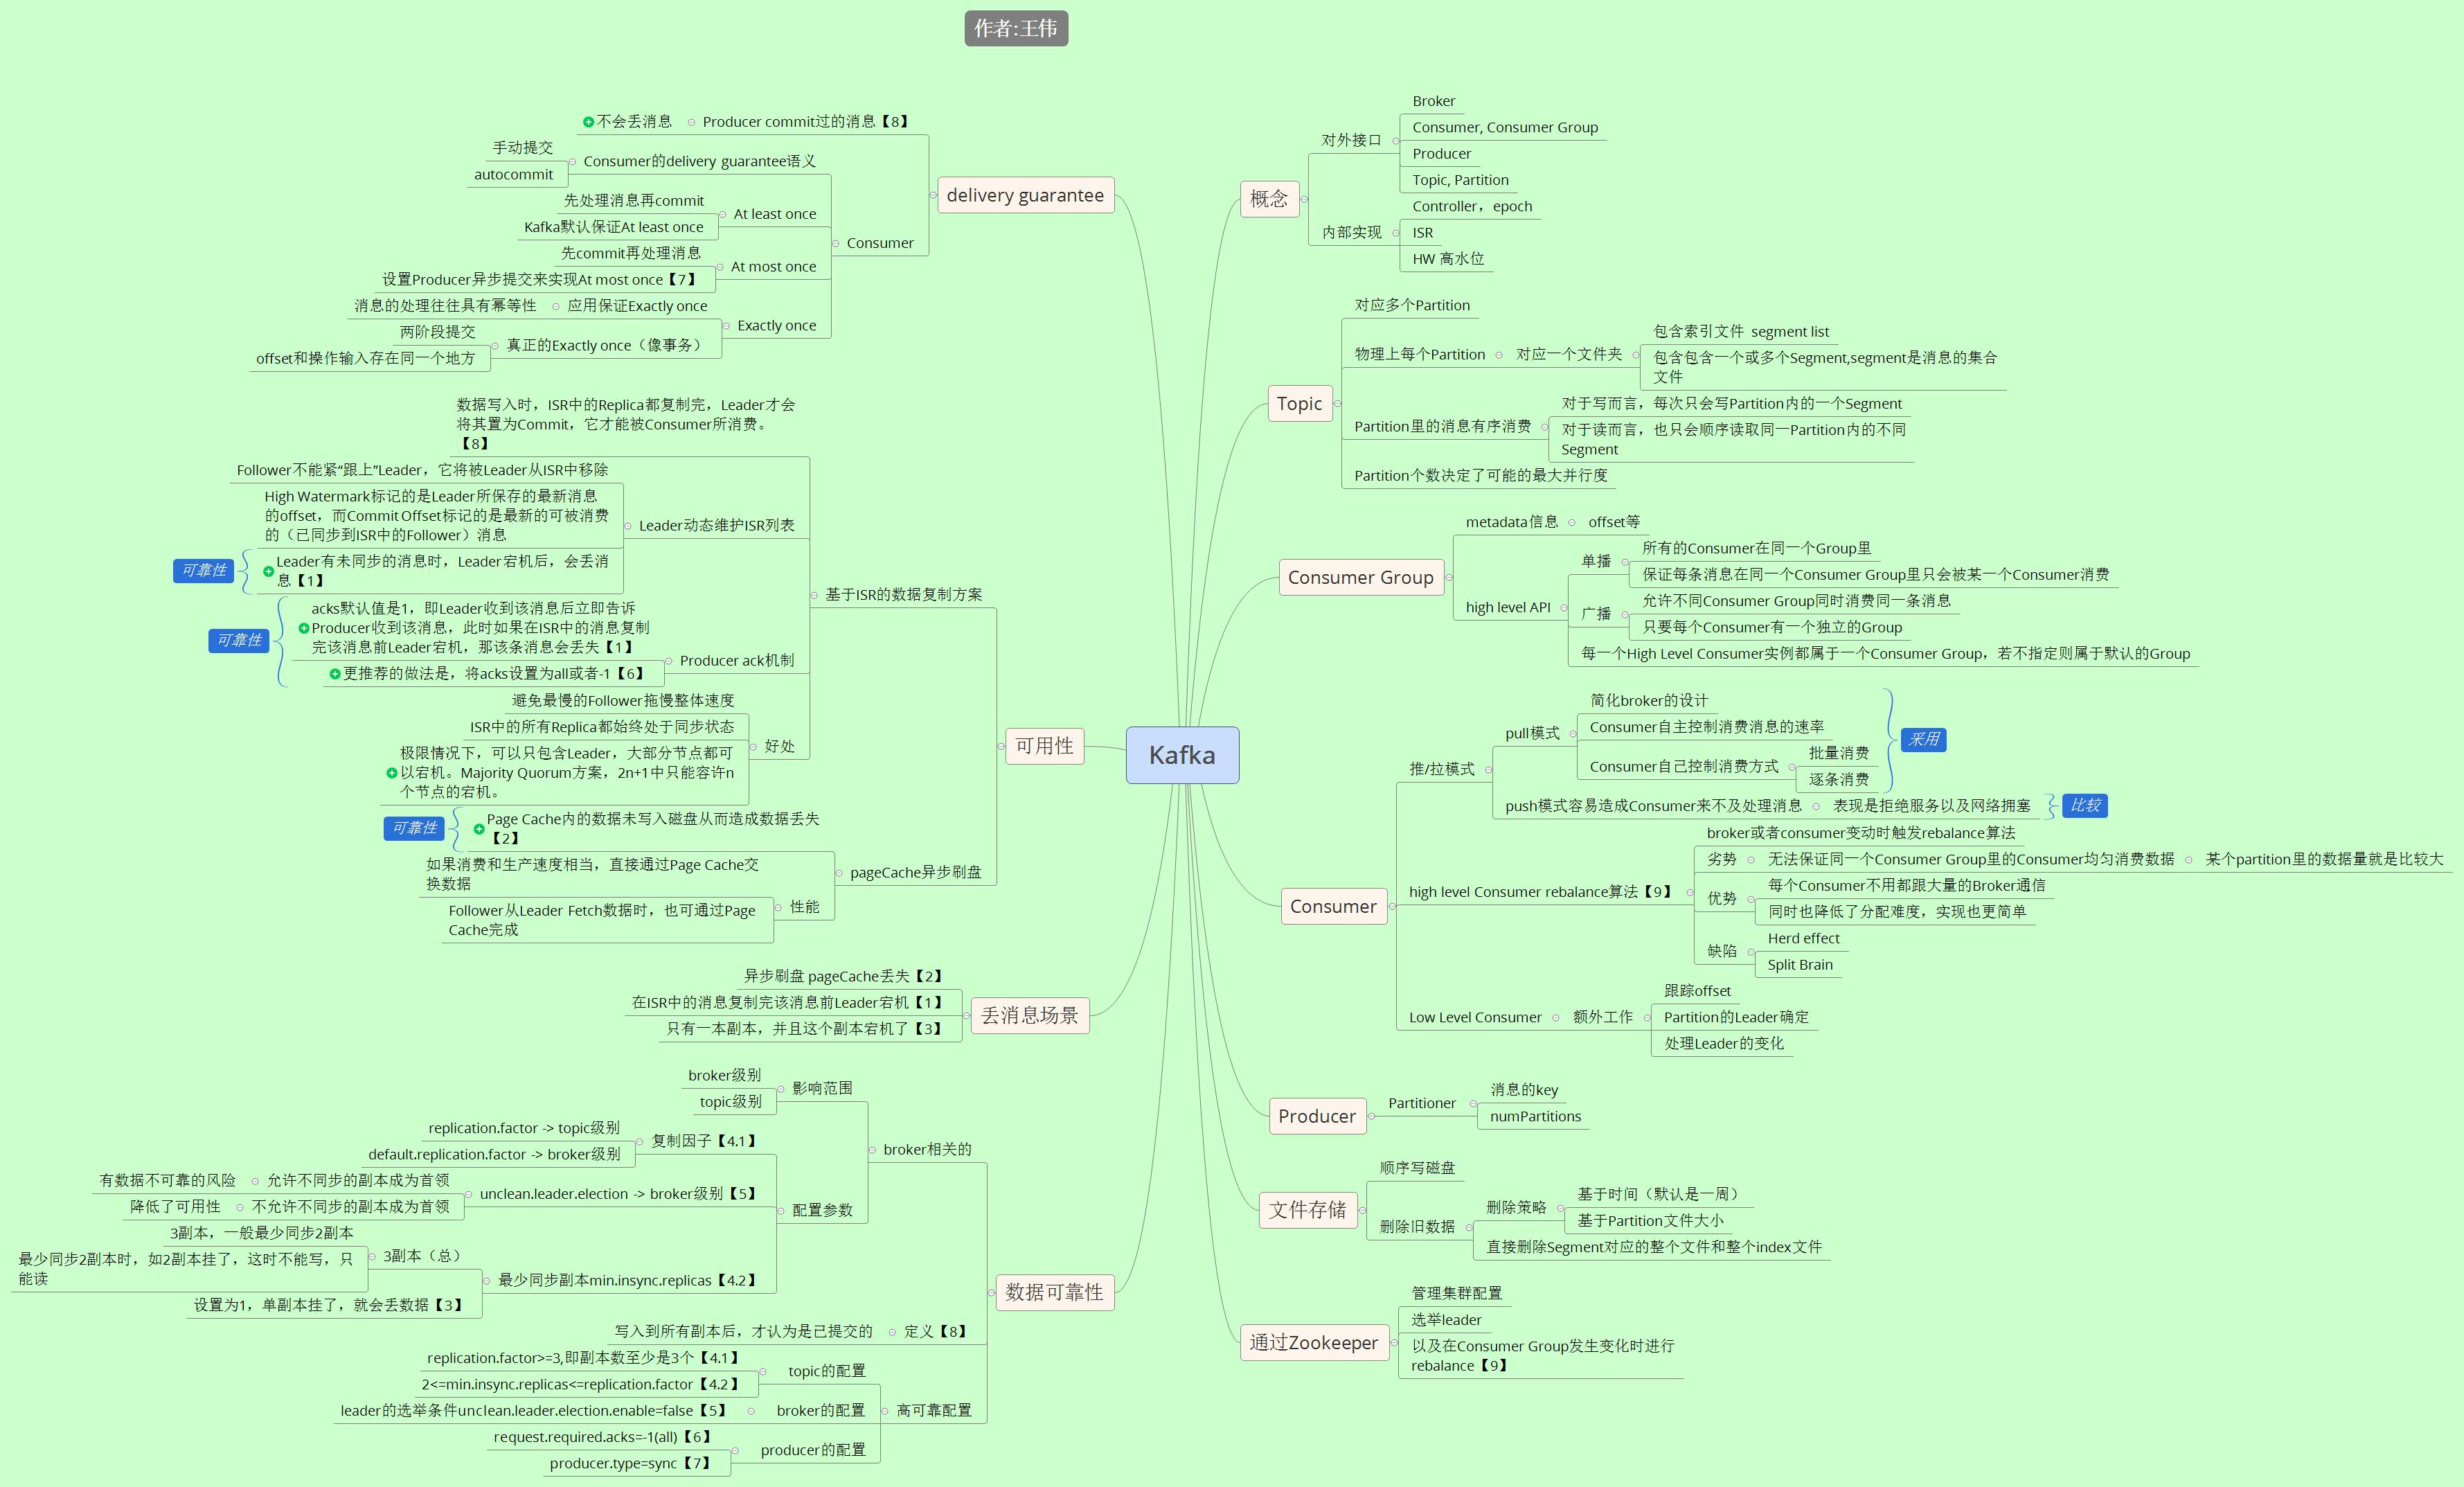 作者:王伟
Kafka
delivery guarantee
Producer commit过的消息【8】
不会丢消息
Consumer
Consumer的delivery guarantee语义
手动提交
autocommit
At least once
先处理消息再commit
Kafka默认保证At least once
At most once
先commit再处理消息
设置Producer异步提交来实现At most once【7】
Exactly once
应用保证Exactly once
消息的处理往往具有幂等性
真正的Exactly once（像事务）
两阶段提交
offset和操作输入存在同一个地方
可用性
基于ISR的数据复制方案
数据写入时，ISR中的Replica都复制完，Leader才会
将其置为Commit，它才能被Consumer所消费。
【8】
Leader动态维护ISR列表
Follower不能紧“跟上”Leader，它将被Leader从ISR中移除
High Watermark标记的是Leader所保存的最新消息
的offset，而Commit Offset标记的是最新的可被消费
的（已同步到ISR中的Follower）消息
Leader有未同步的消息时，Leader宕机后，会丢消
息【1】
可靠性
Producer ack机制
acks默认值是1，即Leader收到该消息后立即告诉
Producer收到该消息，此时如果在ISR中的消息复制
完该消息前Leader宕机，那该条消息会丢失【1】
更推荐的做法是，将acks设置为all或者-1【6】
可靠性
好处
避免最慢的Follower拖慢整体速度
ISR中的所有Replica都始终处于同步状态
极限情况下，可以只包含Leader，大部分节点都可
以宕机。Majority Quorum方案，2n+1中只能容许n
个节点的宕机。
pageCache异步刷盘
Page Cache内的数据未写入磁盘从而造成数据丢失
【2】
可靠性
性能
如果消费和生产速度相当，直接通过Page Cache交
换数据
Follower从Leader Fetch数据时，也可通过Page
Cache完成
丢消息场景
异步刷盘 pageCache丢失【2】
在ISR中的消息复制完该消息前Leader宕机【1】
只有一本副本，并且这个副本宕机了【3】
数据可靠性
broker相关的
影响范围
broker级别
topic级别
配置参数
复制因子【4.1】
replication.factor -> topic级别
default.replication.factor -> broker级别
unclean.leader.election -> broker级别【5】
允许不同步的副本成为首领
有数据不可靠的风险
不允许不同步的副本成为首领
降低了可用性
最少同步副本min.insync.replicas【4.2】
3副本（总）
3副本，一般最少同步2副本
最少同步2副本时，如2副本挂了，这时不能写，只
能读
设置为1，单副本挂了，就会丢数据【3】
定义【8】
写入到所有副本后，才认为是已提交的
高可靠配置
topic的配置
replication.factor>=3,即副本数至少是3个【4.1】
2<=min.insync.replicas<=replication.factor【4.2】
broker的配置
leader的选举条件unclean.leader.election.enable=false【5】
producer的配置
request.required.acks=-1(all)【6】
producer.type=sync【7】
概念
对外接口
Broker
Consumer, Consumer Group
Producer
Topic, Partition
内部实现
Controller，epoch
ISR
HW 高水位
Topic
对应多个Partition
物理上每个Partition
对应一个文件夹
包含索引文件 segment list
包含包含一个或多个Segment,segment是消息的集合
文件
Partition里的消息有序消费
对于写而言，每次只会写Partition内的一个Segment
对于读而言，也只会顺序读取同一Partition内的不同
Segment
Partition个数决定了可能的最大并行度
Consumer Group
metadata信息
offset等
high level API
单播
所有的Consumer在同一个Group里
保证每条消息在同一个Consumer Group里只会被某一个Consumer消费
广播
允许不同Consumer Group同时消费同一条消息
只要每个Consumer有一个独立的Group
每一个High Level Consumer实例都属于一个Consumer Group，若不指定则属于默认的Group
Consumer
推/拉模式
pull模式
简化broker的设计
Consumer自主控制消费消息的速率
Consumer自己控制消费方式
批量消费
逐条消费
采用
push模式容易造成Consumer来不及处理消息
表现是拒绝服务以及网络拥塞
比较
high level Consumer rebalance算法【9】
broker或者consumer变动时触发rebalance算法
劣势
无法保证同一个Consumer Group里的Consumer均匀消费数据
某个partition里的数据量就是比较大
优势
每个Consumer不用都跟大量的Broker通信
同时也降低了分配难度，实现也更简单
缺陷
Herd effect
Split Brain
Low Level Consumer
额外工作
跟踪offset
Partition的Leader确定
处理Leader的变化
Producer
Partitioner
消息的key
numPartitions
文件存储
顺序写磁盘
删除旧数据
删除策略
基于时间（默认是一周）
基于Partition文件大小
直接删除Segment对应的整个文件和整个index文件
通过Zookeeper
管理集群配置
选举leader
以及在Consumer Group发生变化时进行
rebalance【9】